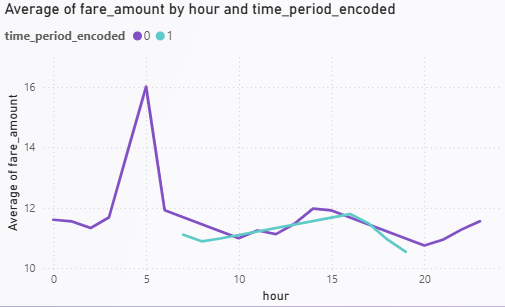 Average of fare_amount by hour and time_period_encoded
time_period_encoded 0 1
Average of fare_amount
16
14
12
10
0 5 10 15 20
hour